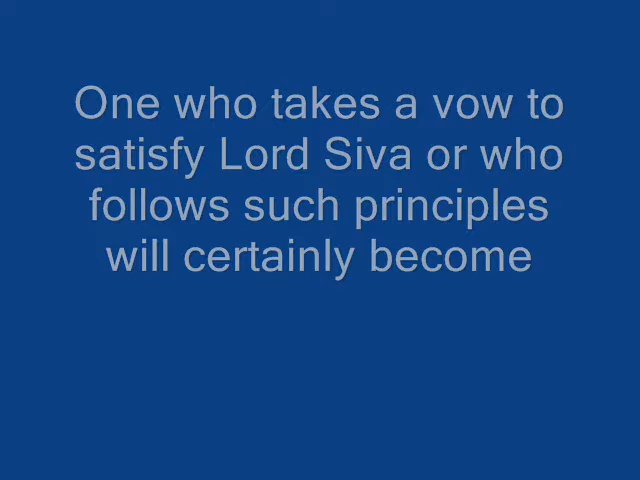 One who takes a vow to
satisfy Lord Siva or who
follows such principles
will certainly become